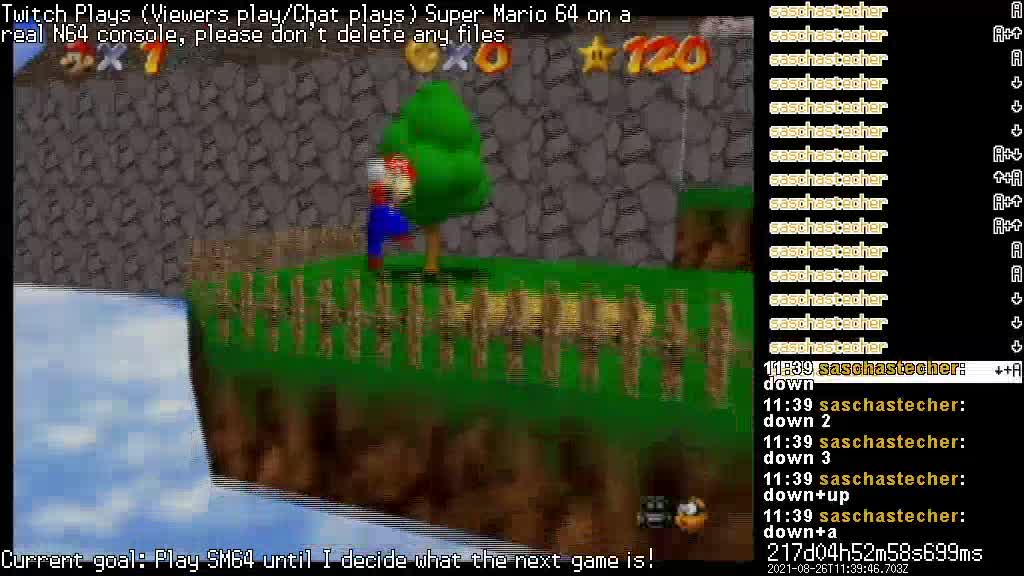 Twitch Plays (Viewers play/Chat plays) Super Mario 64 on a
real N64 console, please don't delete any files
× 1 × 0 120
saschastecher A
saschastecher A+↑
saschastecher A
saschastecher ↓
saschastecher ↓
saschastecher ↓
saschastecher A+↓
saschastecher ↑+A
saschastecher A+↑
saschastecher A+↑
saschastecher A
saschastecher A
saschastecher ↓
saschastecher ↓
saschastecher ↓
↓+A
11:39 saschastecher:
down
11:39 saschastecher:
down 2
11:39 saschastecher:
down 3
11:39 saschastecher:
down+up
11:39 saschastecher:
down+a
217d04h52m58s699ms
2021-08-26T11:39:46.703Z
Current goal: Play SM64 until I decide what the next game is!